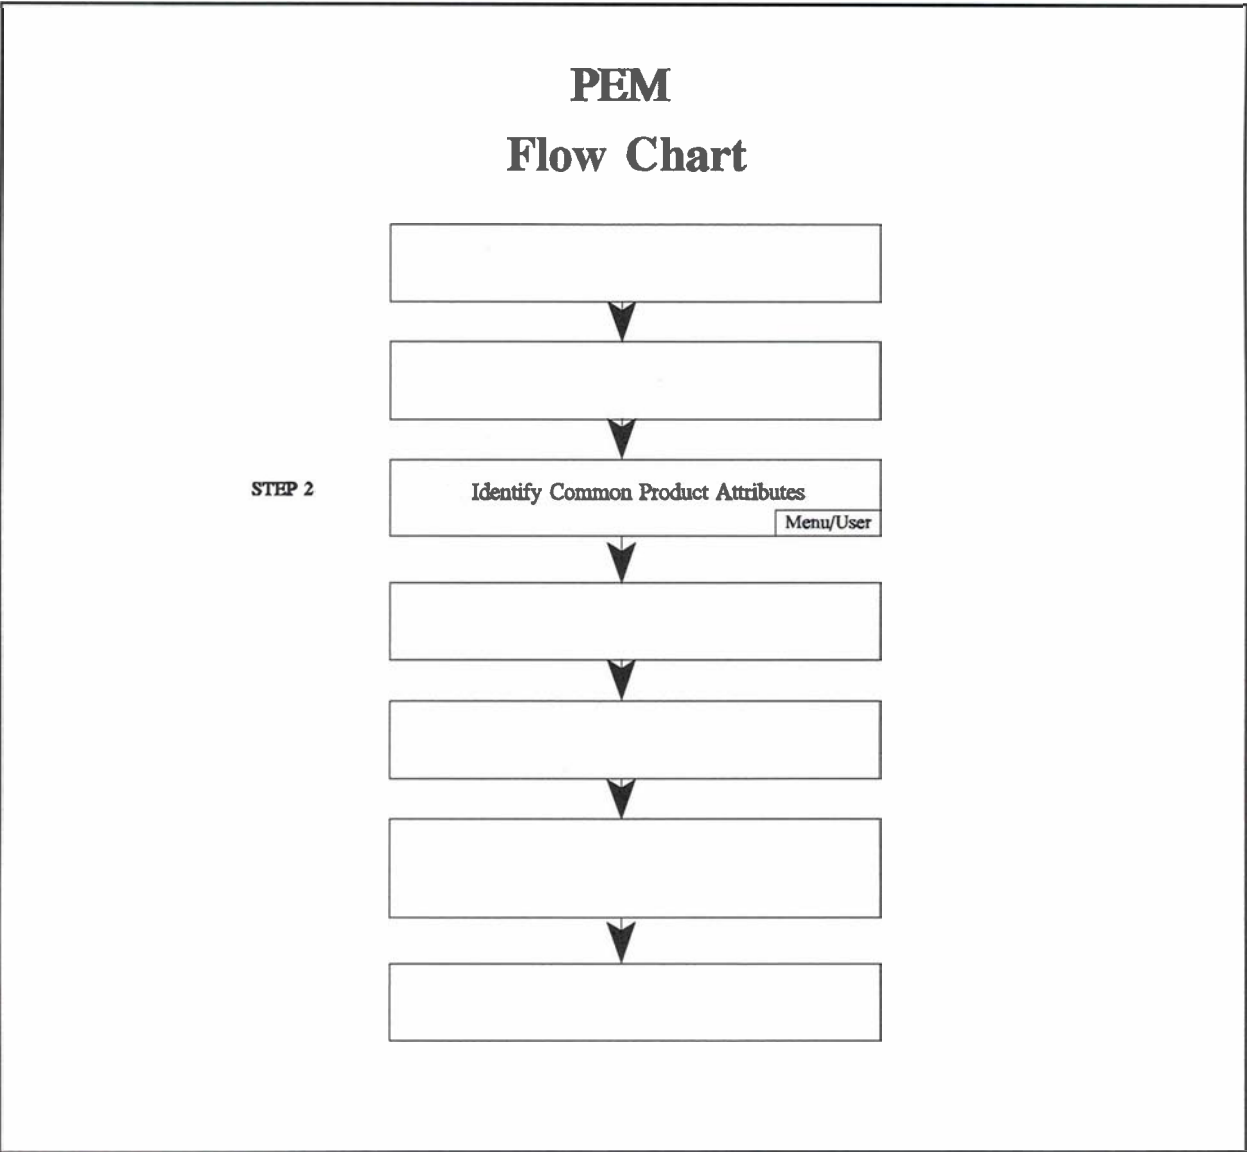 PEM
Flow Chart
STEP 2
Identify Common Product Attributes
Menu/User